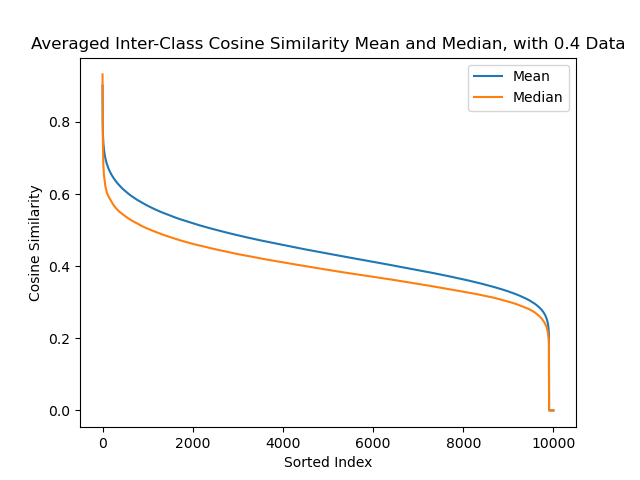 Averaged Inter-Class Cosine Similarity Mean and Median, with 0.4 Data
Mean
Median
Cosine Similarity
0.8
0.6
0.4
0.2
0.0
0
2000
4000
6000
8000
10000
Sorted Index